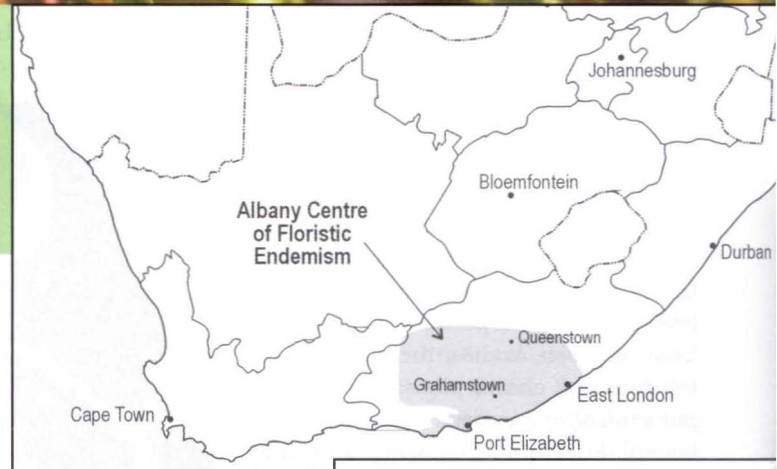 Johannesburg
Bloemfontein
Albany Centre
of Floristic
Endemism
Durban
Queenstown
Grahamstown
East London
Cape Town
Port Elizabeth